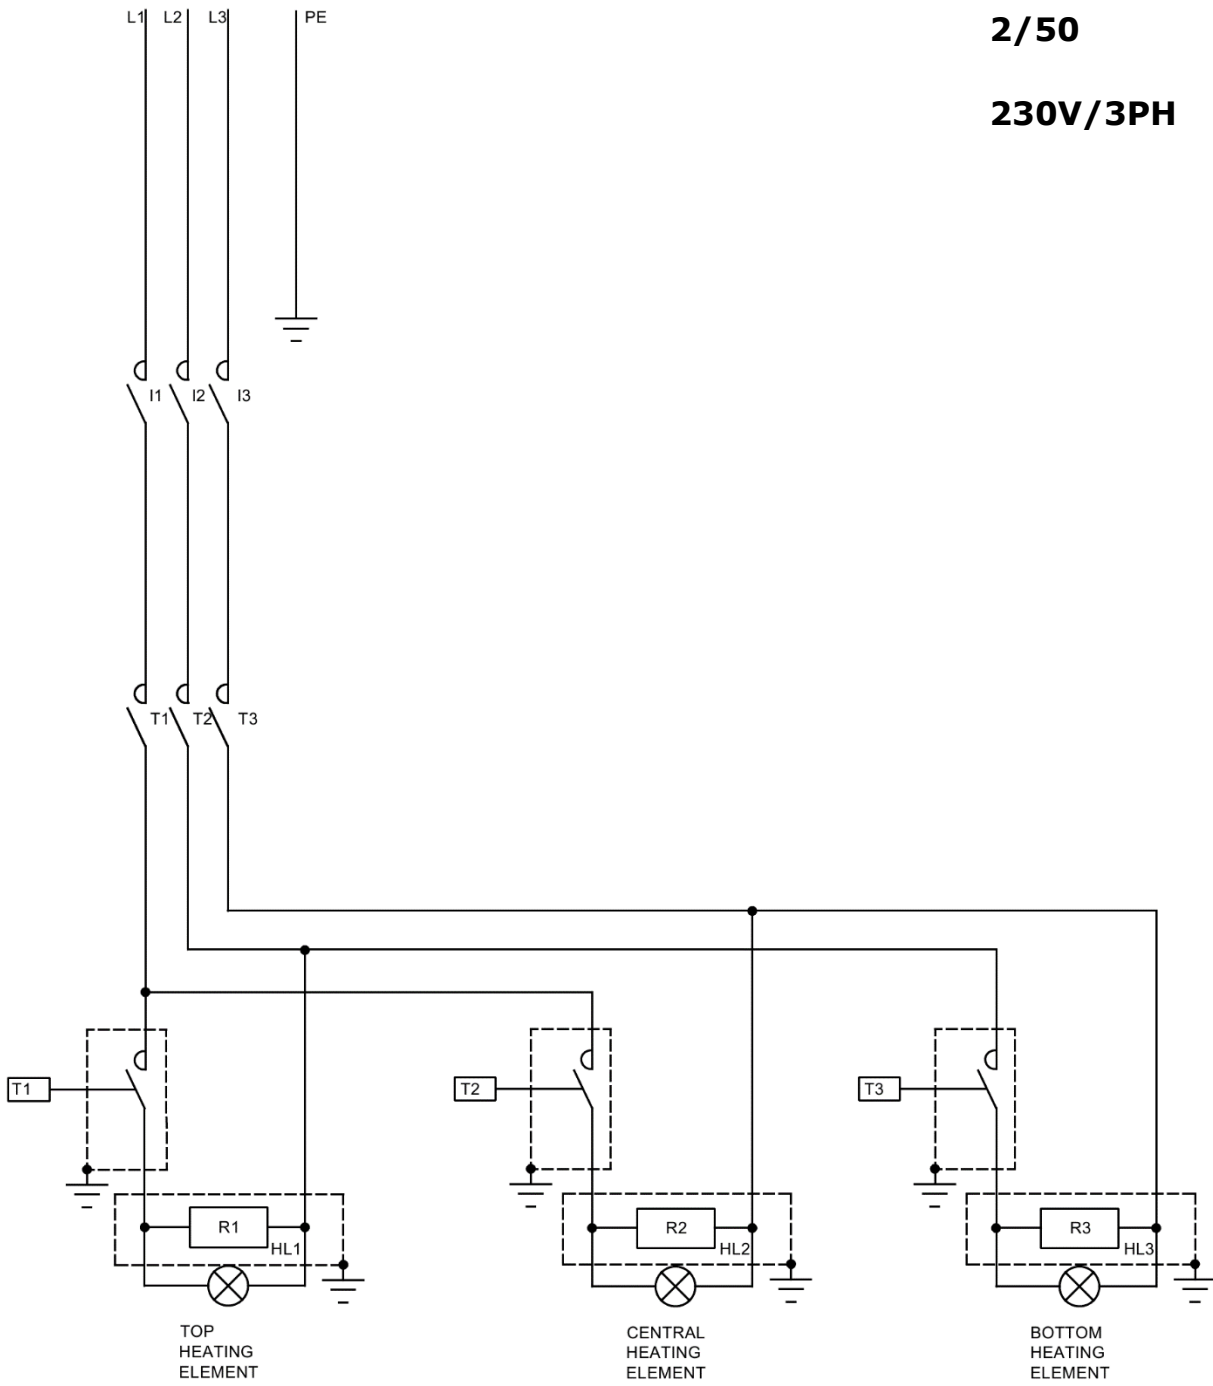 L1 L2 L3 PE
2/50
230V/3PH
I1 I2 I3
T1 T2 T3
T1 T2 T3
R1 R2 R3
HL1 HL2 HL3
TOP
HEATING
ELEMENT
CENTRAL
HEATING
ELEMENT
BOTTOM
HEATING
ELEMENT